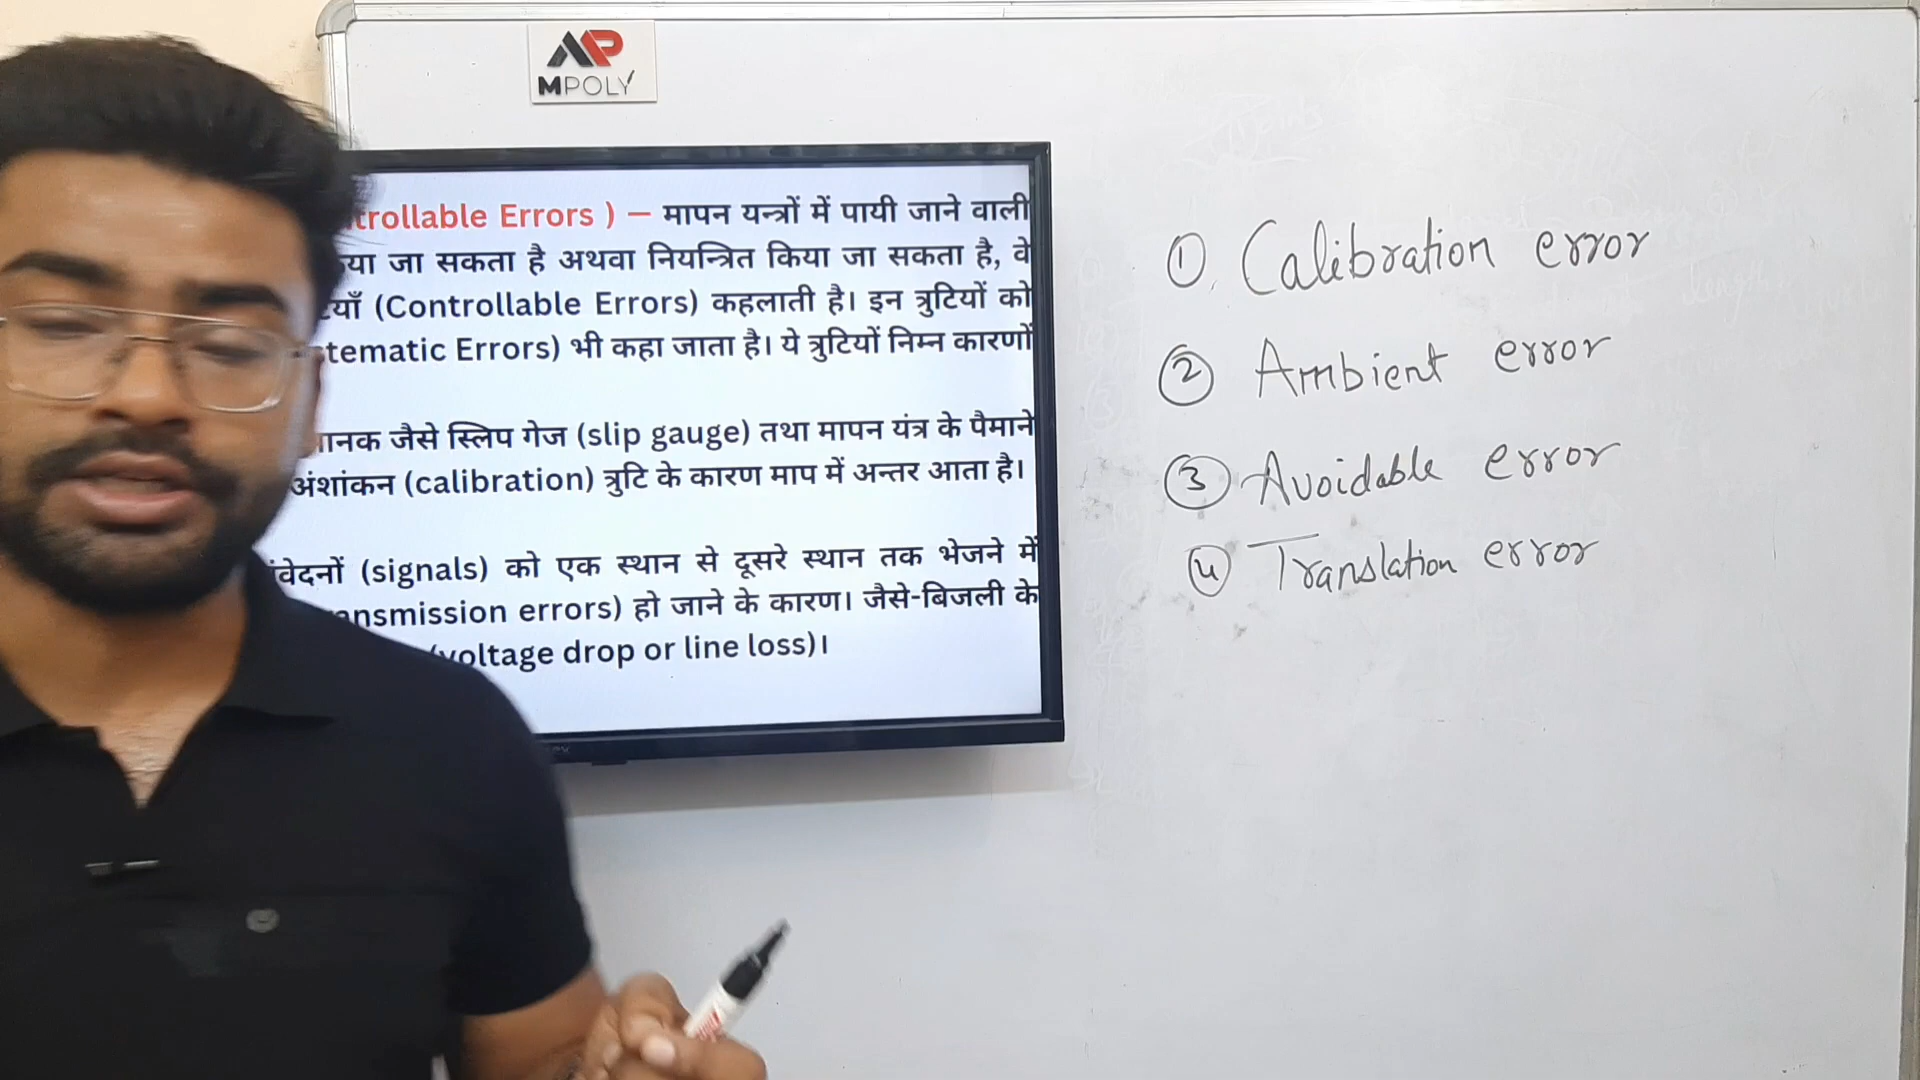 AP
MPOLY
trollable Errors ) – मापन यन्त्रों में पायी जाने वाली
या जा सकता है अथवा नियन्त्रित किया जा सकता है, वे
(Controllable Errors) कहलाती है। इन त्रुटियों को
tematic Errors) भी कहा जाता है। ये त्रुटियों निम्न कारणों
जैसे स्लिप गेज (slip gauge) तथा मापन यंत्र के पैमाने
अंशांकन (calibration) त्रुटि के कारण माप में अन्तर आता है।
(signals) को एक स्थान से दूसरे स्थान तक भेजने में
nsmission errors) हो जाने के कारण। जैसे-बिजली के
(voltage drop or line loss)।
① Calibration error
② Ambient error
③ Avoidable error
④ Translation error